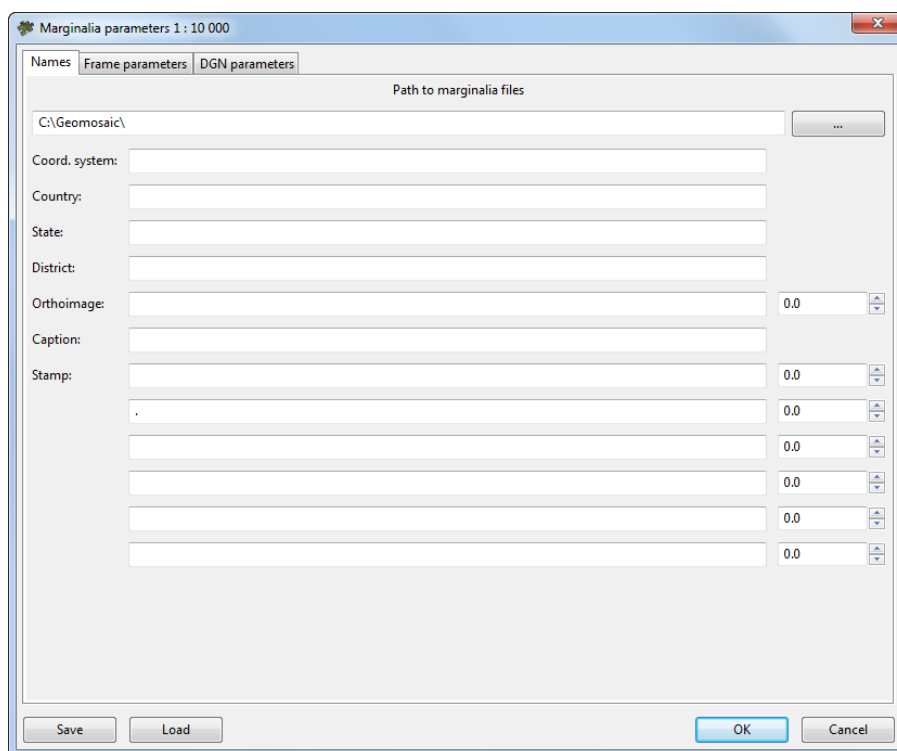 Marginalia parameters 1 : 10 000
Names Frame parameters DGN parameters
Path to marginalia files
C:\Geomosaic\ ...
Coord. system:
Country:
State:
District:
Orthoimage: 0.0
Caption:
Stamp: 0.0
. 0.0
0.0
0.0
0.0
0.0
Save Load OK Cancel